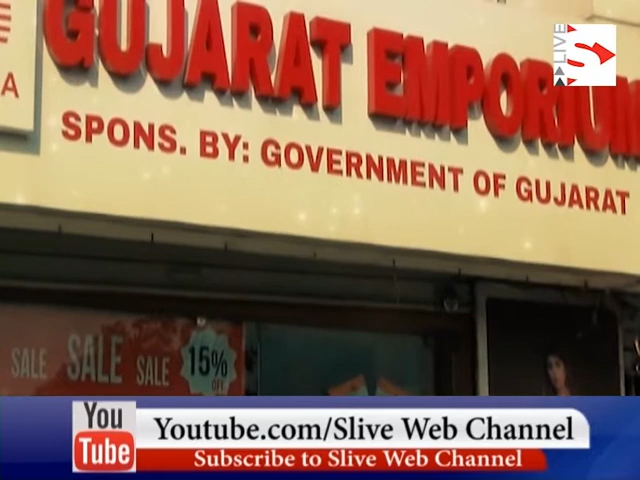 E
A
GUJARAT EMPORIUM
SPONS. BY: GOVERNMENT OF GUJARAT
LIVE
S
SALE SALE SALE 15%
OFF
You
Tube
Youtube.com/Slive Web Channel
Subscribe to Slive Web Channel